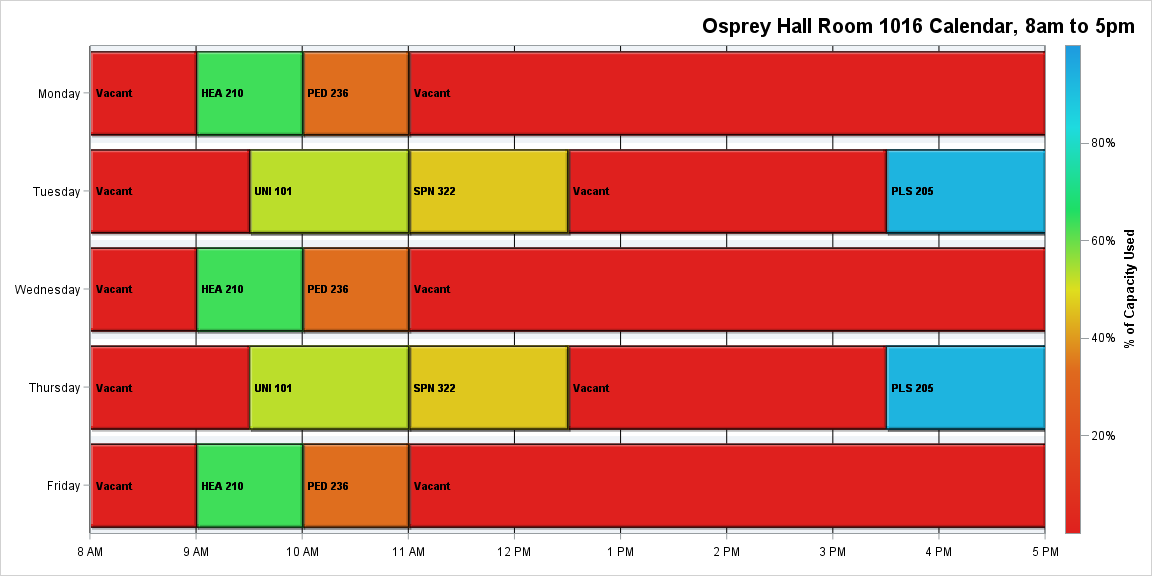 Osprey Hall Room 1016 Calendar, 8am to 5pm
Monday
Vacant
HEA 210
PED 236
Vacant
Tuesday
Vacant
UNI 101
SPN 322
Vacant
PLS 205
Wednesday
Vacant
HEA 210
PED 236
Vacant
Thursday
Vacant
UNI 101
SPN 322
Vacant
PLS 205
Friday
Vacant
HEA 210
PED 236
Vacant
8 AM
9 AM
10 AM
11 AM
12 PM
1 PM
2 PM
3 PM
4 PM
5 PM
80%
60%
40%
20%
% of Capacity Used